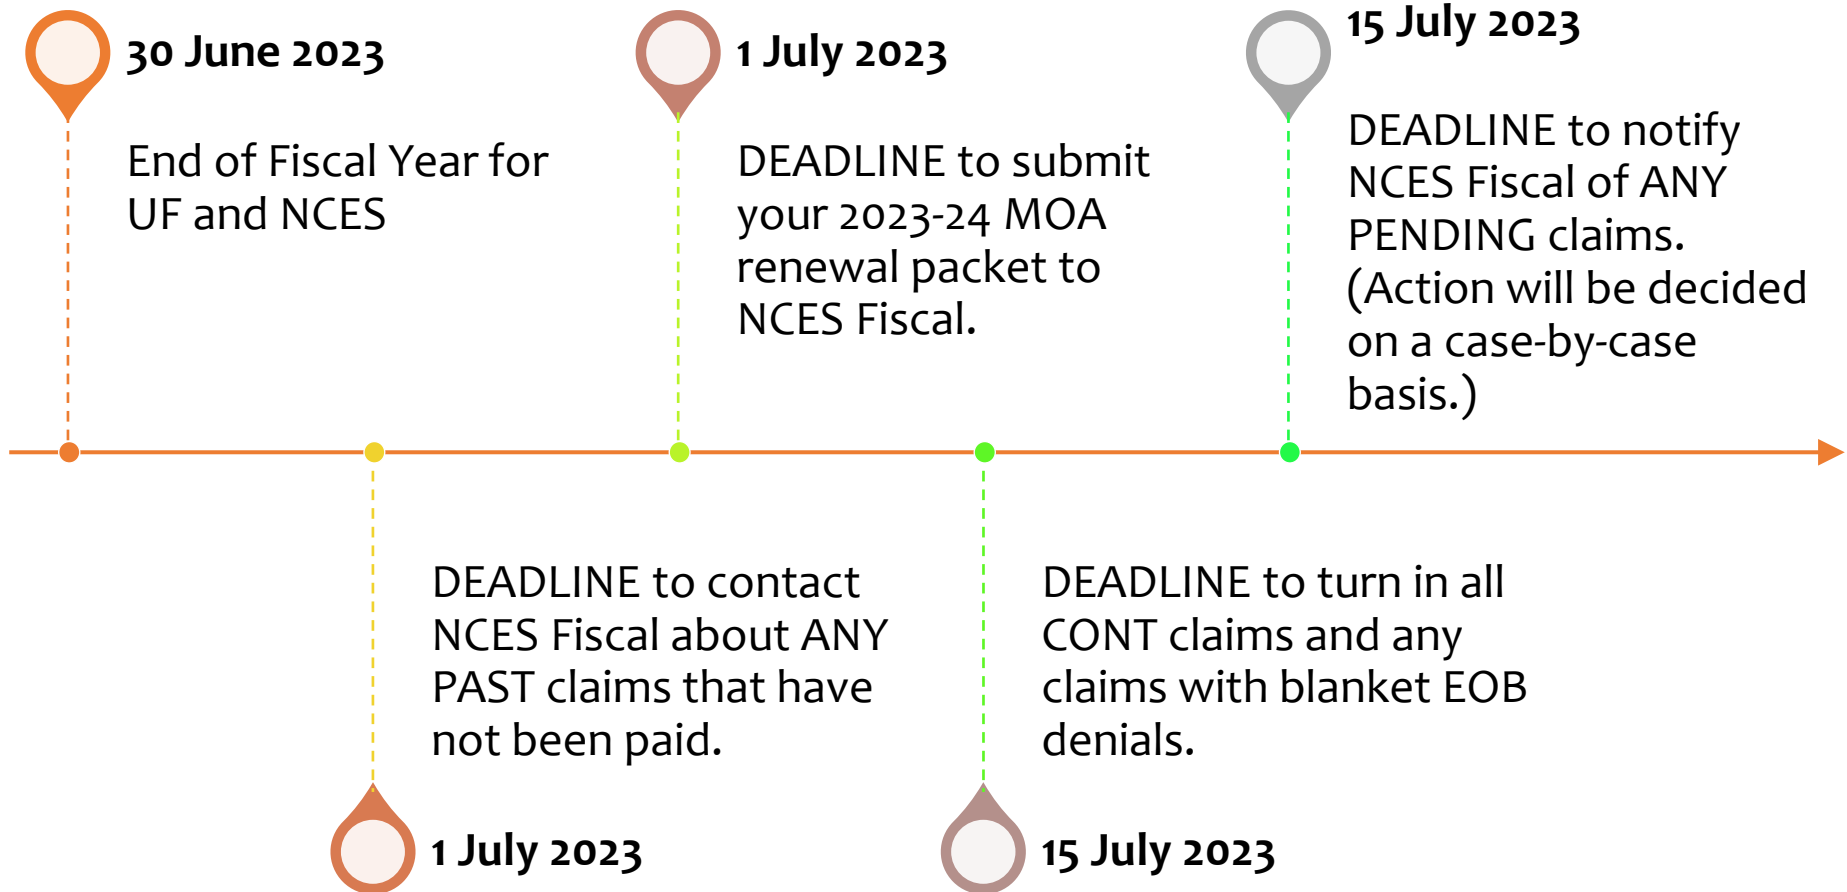 30 June 2023
End of Fiscal Year for
UF and NCES
1 July 2023
DEADLINE to contact
NCES Fiscal about ANY
PAST claims that have
not been paid.
1 July 2023
DEADLINE to submit
your 2023-24 MOA
renewal packet to
NCES Fiscal.
15 July 2023
DEADLINE to turn in all
CONT claims and any
claims with blanket EOB
denials.
15 July 2023
DEADLINE to notify
NCES Fiscal of ANY
PENDING claims.
(Action will be decided
on a case-by-case
basis.)